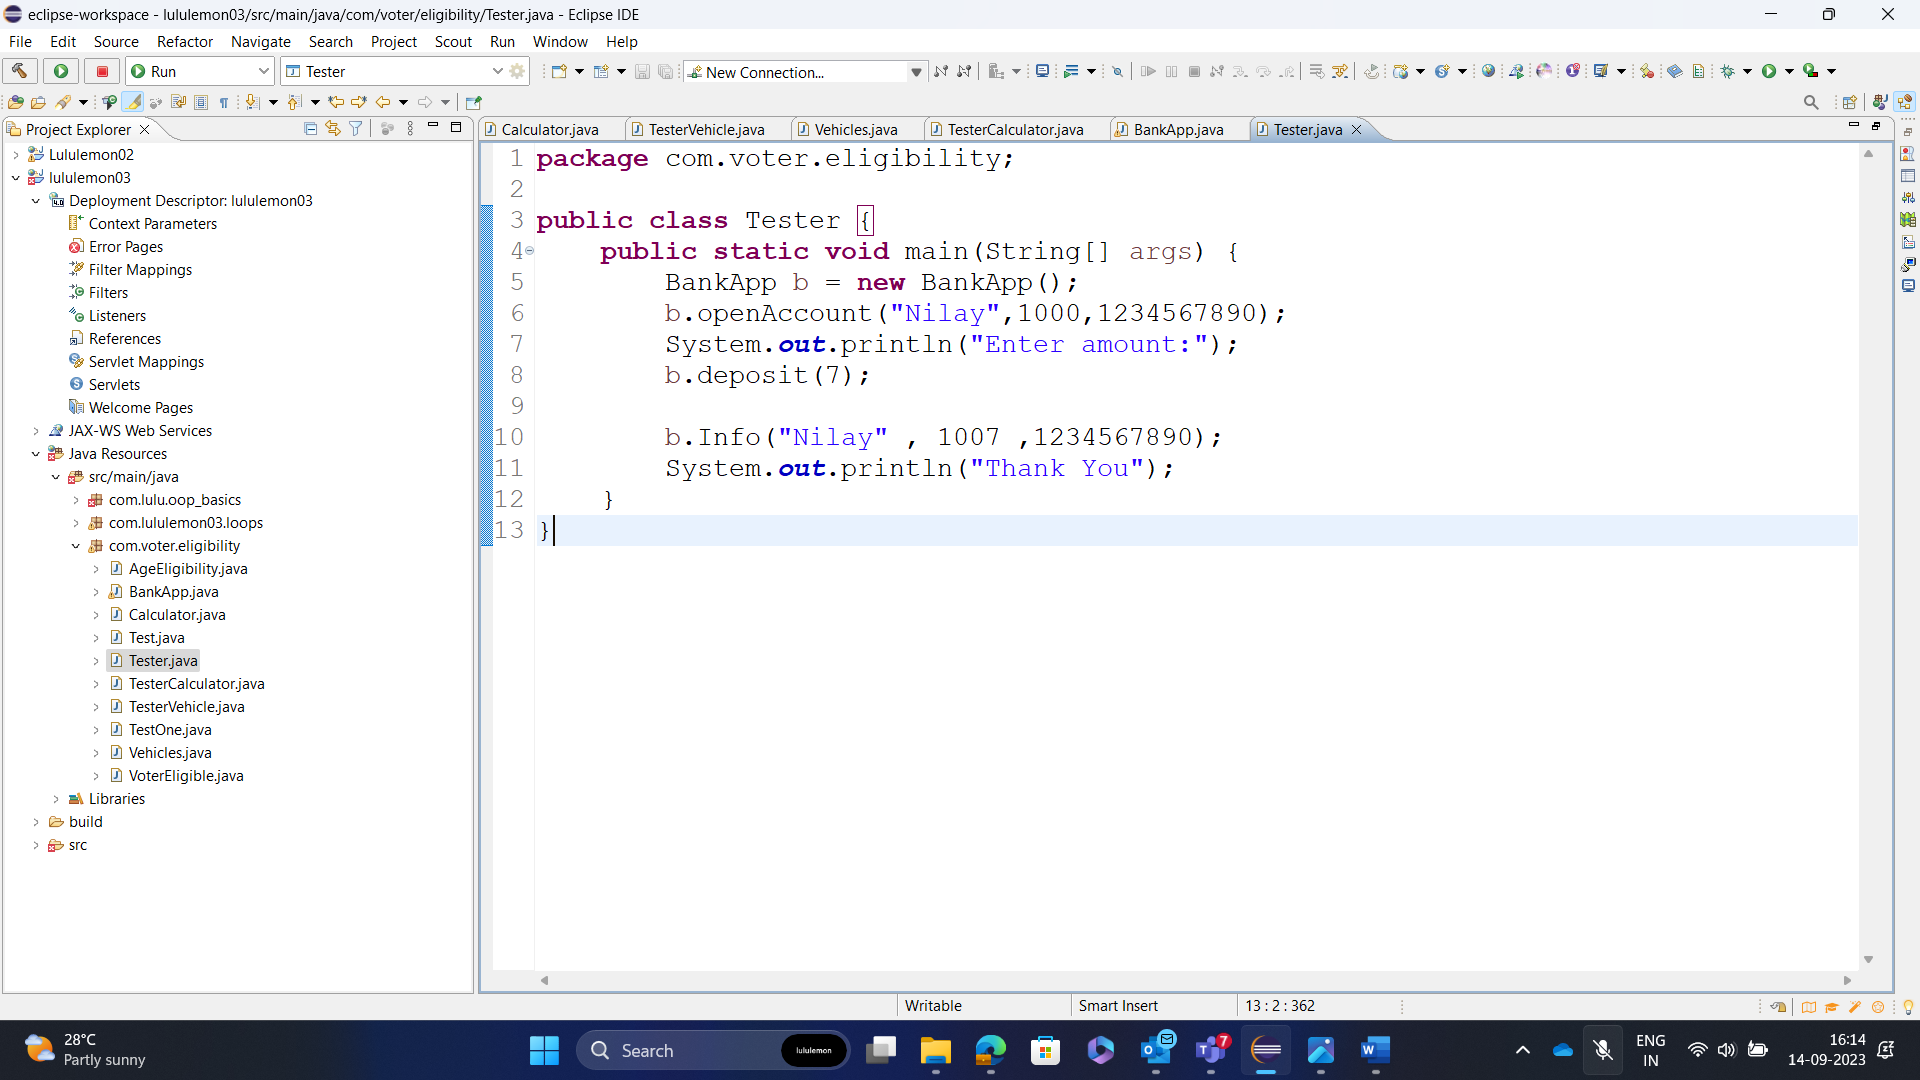 eclipse-workspace - lululemon03/src/main/java/com/voter/eligibility/Tester.java - Eclipse IDE
File Edit Source Refactor Navigate Search Project Scout Run Window Help
Run Tester New Connection...
Project Explorer
Calculator.java TesterVehicle.java Vehicles.java TesterCalculator.java BankApp.java Tester.java
Lululemon02
lululemon03
Deployment Descriptor: lululemon03
Context Parameters
Error Pages
Filter Mappings
Filters
Listeners
References
Servlet Mappings
Servlets
Welcome Pages
JAX-WS Web Services
Java Resources
src/main/java
com.lulu.oop_basics
com.lululemon03.loops
com.voter.eligibility
AgeEligibility.java
BankApp.java
Calculator.java
Test.java
Tester.java
TesterCalculator.java
TesterVehicle.java
TestOne.java
Vehicles.java
VoterEligible.java
Libraries
build
src
1 package com.voter.eligibility;
2
3 public class Tester {
4 public static void main(String[] args) {
5 BankApp b = new BankApp();
6 b.openAccount("Nilay",1000,1234567890);
7 System.out.println("Enter amount:");
8 b.deposit(7);
9
10 b.Info("Nilay" , 1007 ,1234567890);
11 System.out.println("Thank You");
12 }
13 }
Writable Smart Insert 13 : 2 : 362
28°C
Partly sunny
Search lululemon
7
ENG
IN
16:14
14-09-2023